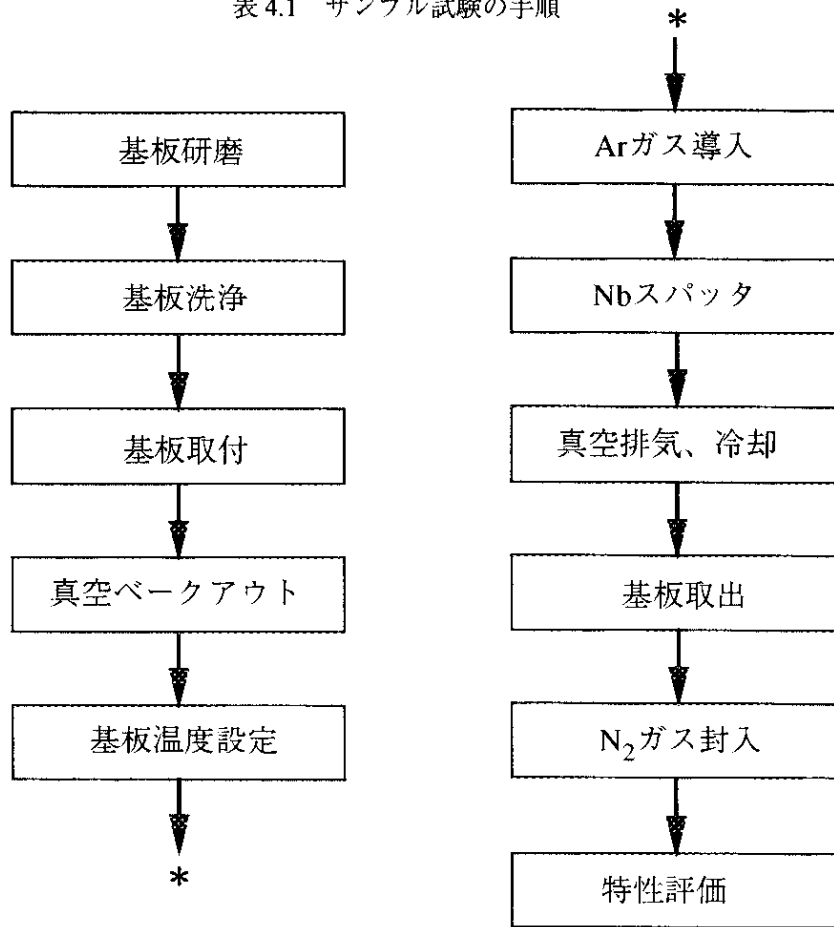 表 4.1 サンプル試験の手順
基板研磨
基板洗浄
基板取付
真空ベークアウト
基板温度設定
*
*
Arガス導入
Nbスパッタ
真空排気、冷却
基板取出
N₂ガス封入
特性評価